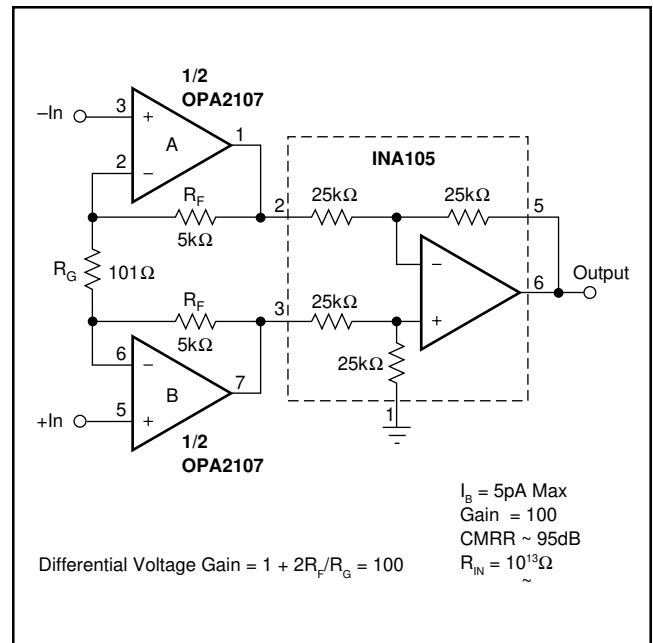 1/2
OPA2107
–In
3
+
A
1
2
–
INA105
R_F
5kΩ
2
25kΩ
25kΩ
5
R_G
101Ω
–
+
6
Output
R_F
5kΩ
3
25kΩ
25kΩ
1
6
–
B
7
+In
5
+
1/2
OPA2107
I_B = 5pA Max
Gain = 100
CMRR ~ 95dB
R_IN = 10¹³Ω
~
Differential Voltage Gain = 1 + 2R_F/R_G = 100